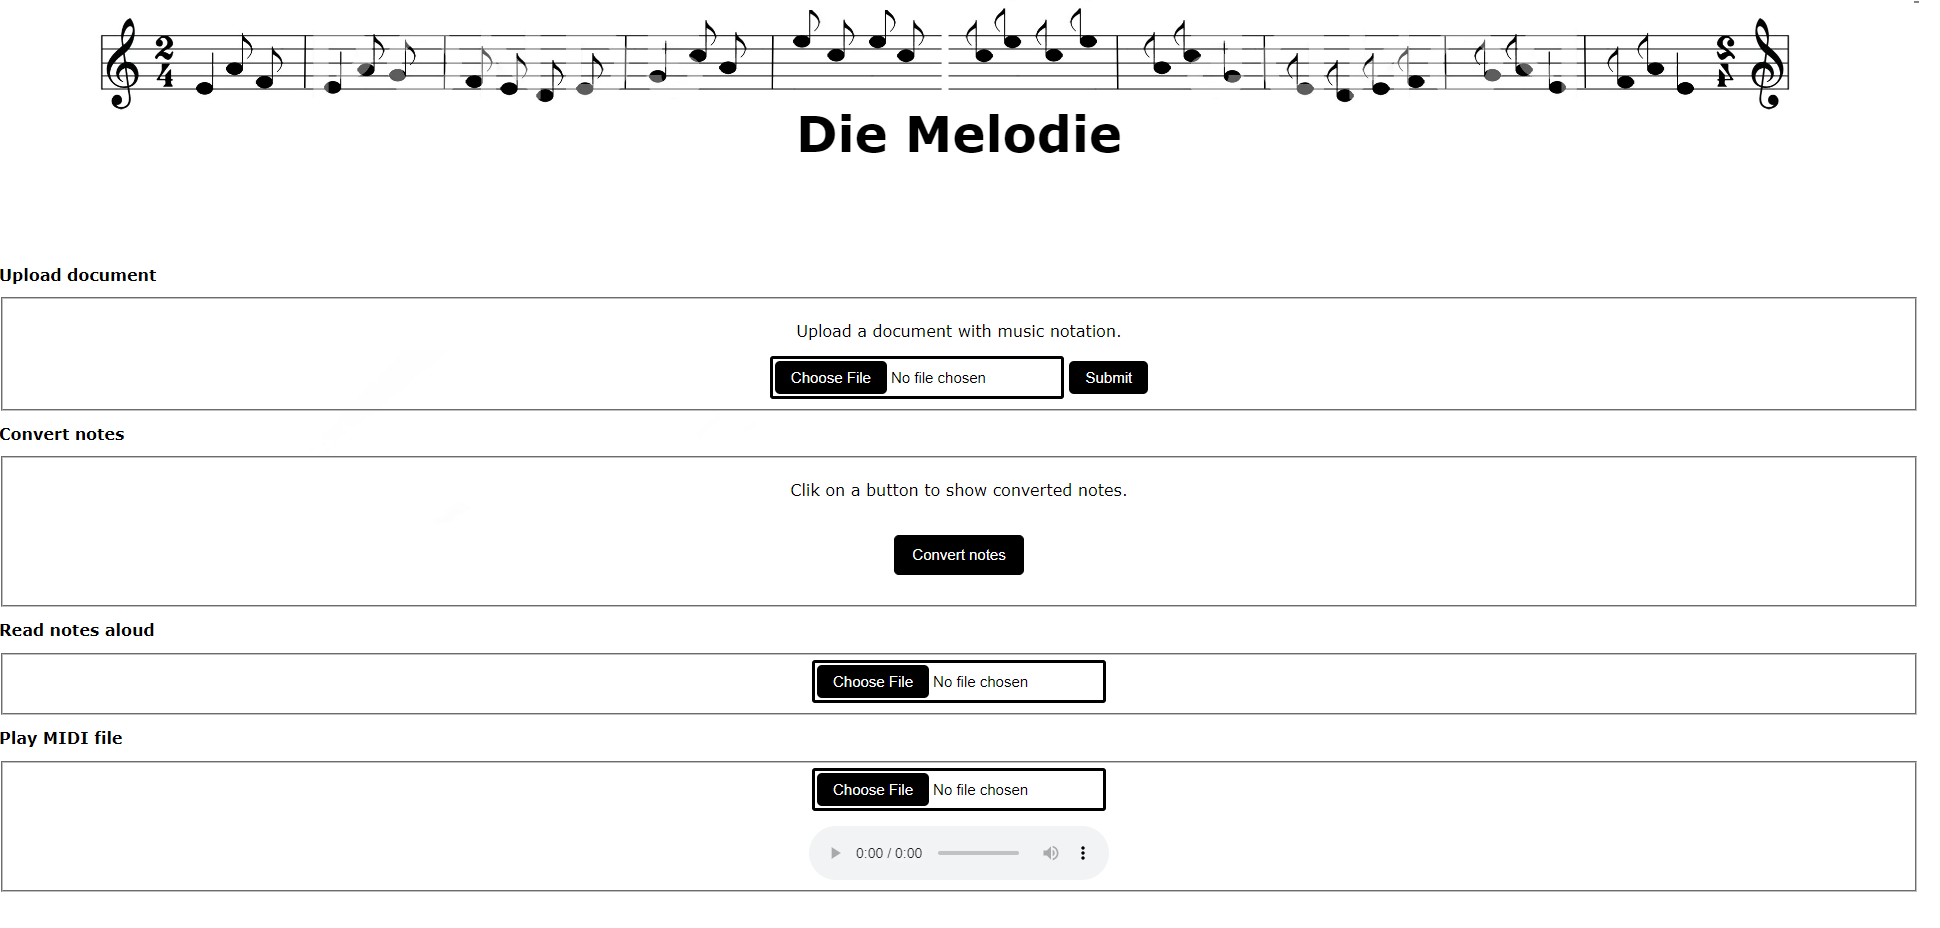 2
4
Die Melodie
Upload document
Upload a document with music notation.
Choose File No file chosen Submit
Convert notes
Clik on a button to show converted notes.
Convert notes
Read notes aloud
Choose File No file chosen
Play MIDI file
Choose File No file chosen
0:00 / 0:00